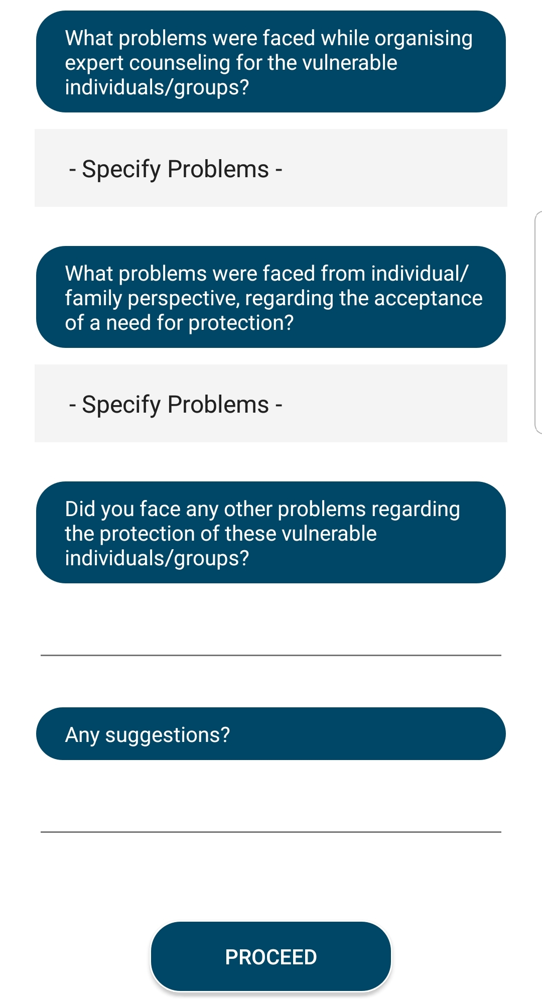 What problems were faced while organising
expert counseling for the vulnerable
individuals/groups?
- Specify Problems -
What problems were faced from individual/
family perspective, regarding the acceptance
of a need for protection?
- Specify Problems -
Did you face any other problems regarding
the protection of these vulnerable
individuals/groups?
Any suggestions?
PROCEED